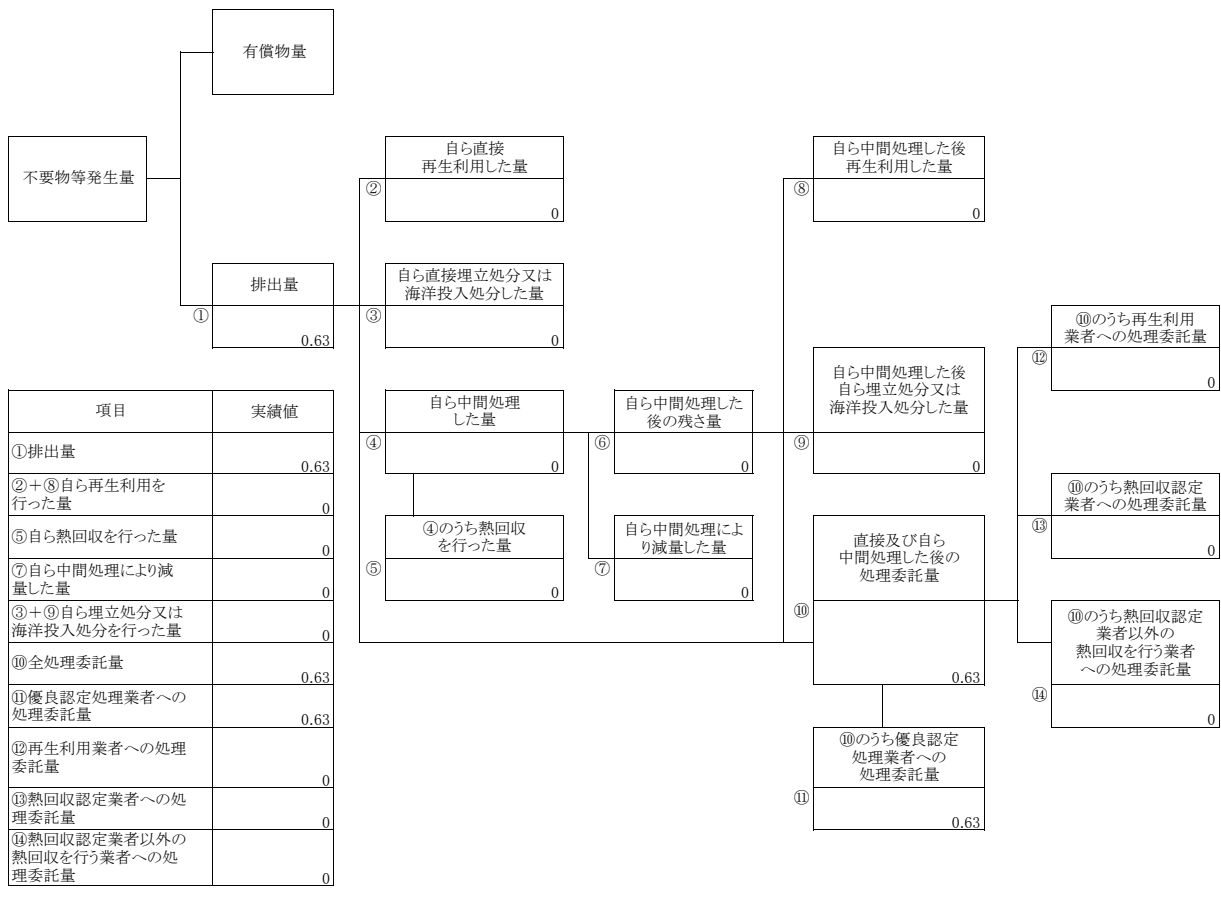 有償物量
不要物等発生量
排出量
①
0.63
自ら直接
再生利用した量
②
0
自ら直接埋立処分又は
海洋投入処分した量
③
0
自ら中間処理
した量
④
0
④のうち熱回収
を行った量
⑤
0
自ら中間処理した
後の残さ量
⑥
0
自ら中間処理によ
り減量した量
⑦
0
自ら中間処理した後
再生利用した量
⑧
0
自ら中間処理した後
自ら埋立処分又は
海洋投入処分した量
⑨
0
直接及び自ら
中間処理した後の
処理委託量
⑩
0.63
⑩のうち優良認定
処理業者への
処理委託量
⑪
0.63
⑩のうち再生利用
業者への処理委託量
⑫
0
⑩のうち熱回収認定
業者への処理委託量
⑬
0
⑩のうち熱回収認定
業者以外の
熱回収を行う業者
への処理委託量
⑭
0
項目 実績値
①排出量
0.63
②＋⑧自ら再生利用を
行った量
0
⑤自ら熱回収を行った量
0
⑦自ら中間処理により減
量した量
0
③＋⑨自ら埋立処分又は
海洋投入処分を行った量
0
⑩全処理委託量
0.63
⑪優良認定処理業者への
処理委託量
0.63
⑫再生利用業者への処理
委託量
0
⑬熱回収認定業者への処
理委託量
0
⑭熱回収認定業者以外の
熱回収を行う業者への処
理委託量
0